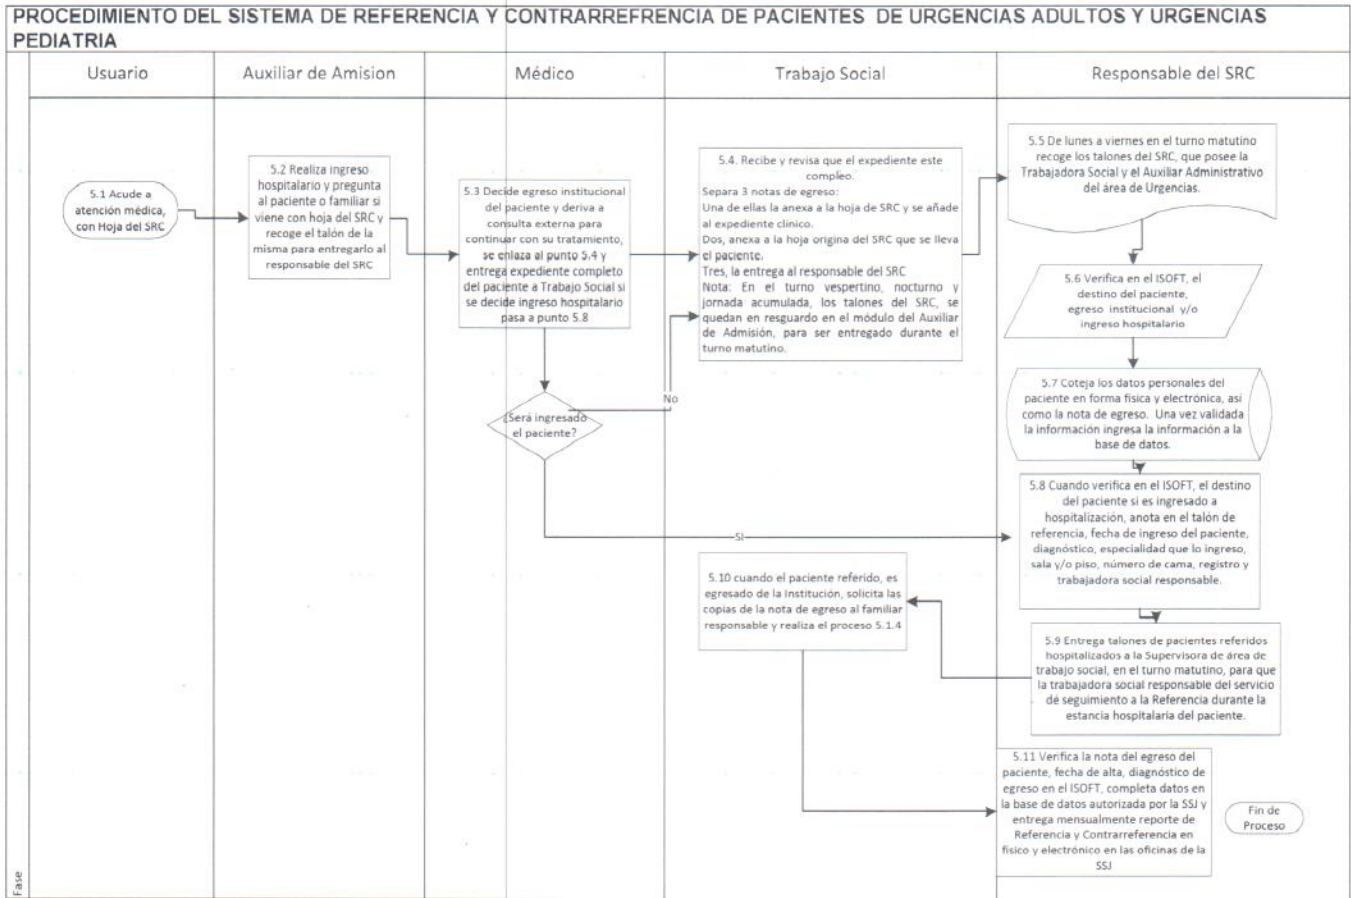 PROCEDIMIENTO DEL SISTEMA DE REFERENCIA Y CONTRARREFRENCIA DE PACIENTES DE URGENCIAS ADULTOS Y URGENCIAS
PEDIATRIA
Usuario
Auxiliar de Amision
Médico
Trabajo Social
Responsable del SRC
5.1 Acude a
atención médica,
con Hoja del SRC
5.2 Realiza ingreso
hospitalario y pregunta
al paciente o familiar si
viene con hoja del SRC y
recoge el talón de la
misma para entregarlo al
responsable del SRC
5.3 Decide egreso institucional
del paciente y deriva a
consulta externa para
continuar con su tratamiento,
se enlaza al punto 5.4 y
entrega expediente completo
del paciente a Trabajo Social si
se decide ingreso hospitalario
pasa a punto 5.8
¿Será ingresado
el paciente?
No
SI
5.4. Recibe y revisa que el expediente este
compleo.
Separa 3 notas de egreso:
Una de ellas la anexa a la hoja de SRC y se añade
al expediente clínico.
Dos, anexa a la hoja origina del SRC que se lleva
el paciente.
Tres, la entrega al responsable del SRC
Nota: En el turno vespertino, nocturno y
jornada acumulada, los talones del SRC, se
quedan en resguardo en el módulo del Auxiliar
de Admisión, para ser entregado durante el
turno matutino.
5.5 De lunes a viernes en el turno matutino
recoge los talones del SRC, que posee la
Trabajadora Social y el Auxiliar Administrativo
del área de Urgencias.
5.6 Verifica en el ISOFT, el
destino del paciente,
egreso institucional y/o
ingreso hospitalario
5.7 Coteja los datos personales del
paciente en forma física y electrónica, así
como la nota de egreso. Una vez validada
la información ingresa la información a la
base de datos.
5.8 Cuando verifica en el ISOFT, el destino
del paciente si es ingresado a
hospitalización, anota en el talón de
referencia, fecha de ingreso del paciente,
diagnóstico, especialidad que lo ingreso,
sala y/o piso, número de cama, registro y
trabajadora social responsable.
5.9 Entrega talones de pacientes referidos
hospitalizados a la Supervisora de área de
trabajo social, en el turno matutino, para que
la trabajadora social responsable del servicio
dé seguimiento a la Referencia durante la
estancia hospitalaria del paciente.
5.10 cuando el paciente referido, es
egresado de la Institución, solicita las
copias de la nota de egreso al familiar
responsable y realiza el proceso 5.1.4
5.11 Verifica la nota del egreso del
paciente, fecha de alta, diagnóstico de
egreso en el ISOFT, completa datos en
la base de datos autorizada por la SSJ y
entrega mensualmente reporte de
Referencia y Contrarreferencia en
físico y electrónico en las oficinas de la
SSJ
Fin de
Proceso
Fase